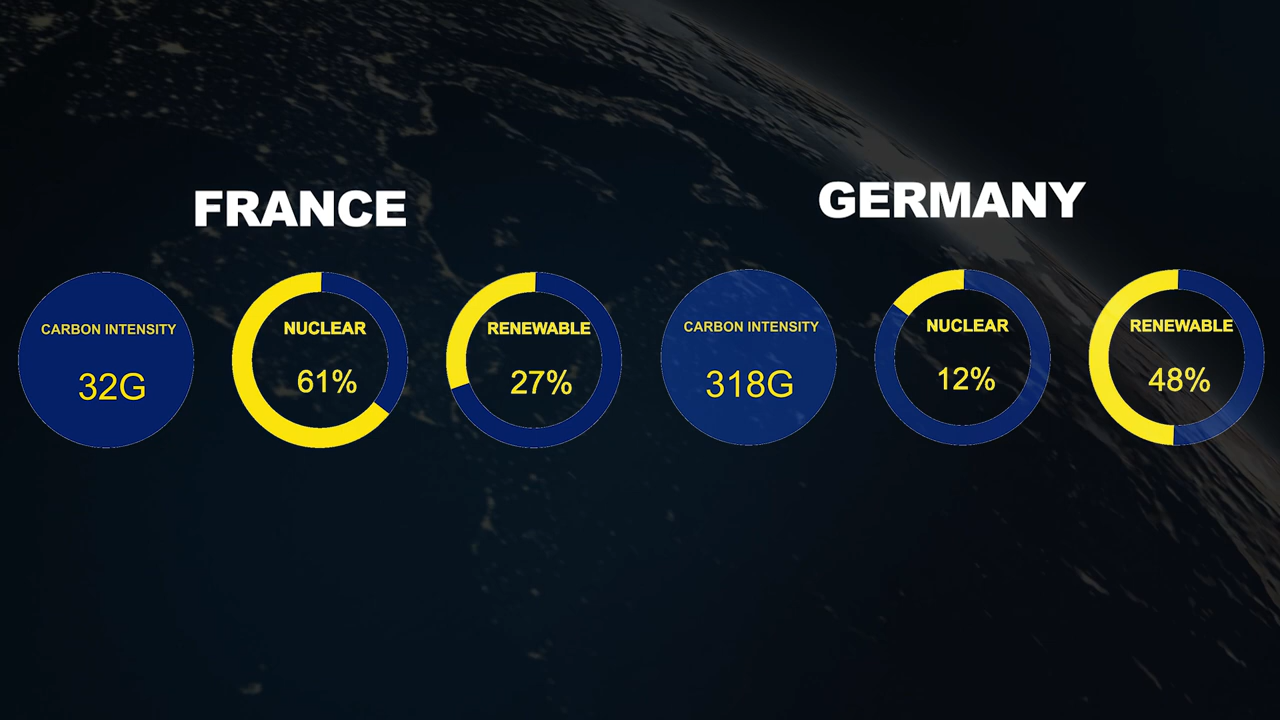 FRANCE
CARBON INTENSITY
32G
NUCLEAR
61%
RENEWABLE
27%
GERMANY
CARBON INTENSITY
318G
NUCLEAR
12%
RENEWABLE
48%